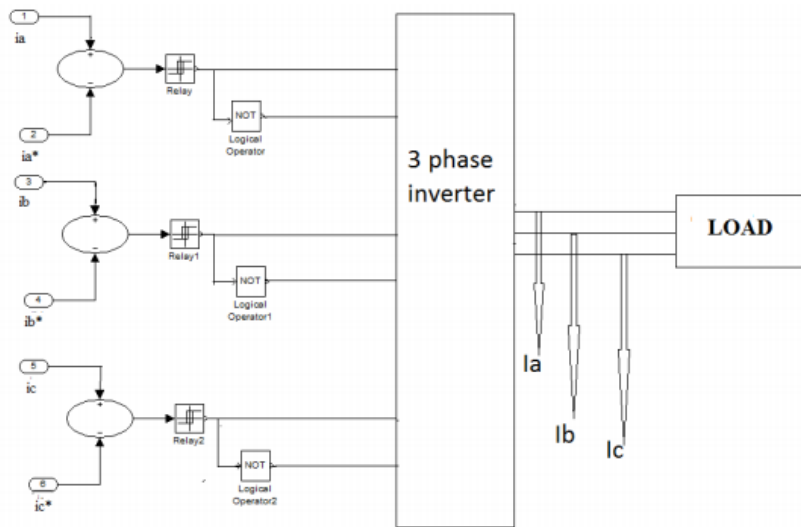 1
ia
+
-
Relay
2
ia*
NOT
Logical
Operator
3
ib
+
-
Relay1
4
ib*
NOT
Logical
Operator1
5
ic
+
-
Relay2
6
ic*
NOT
Logical
Operator2
3 phase
inverter
LOAD
Ia
Ib
Ic